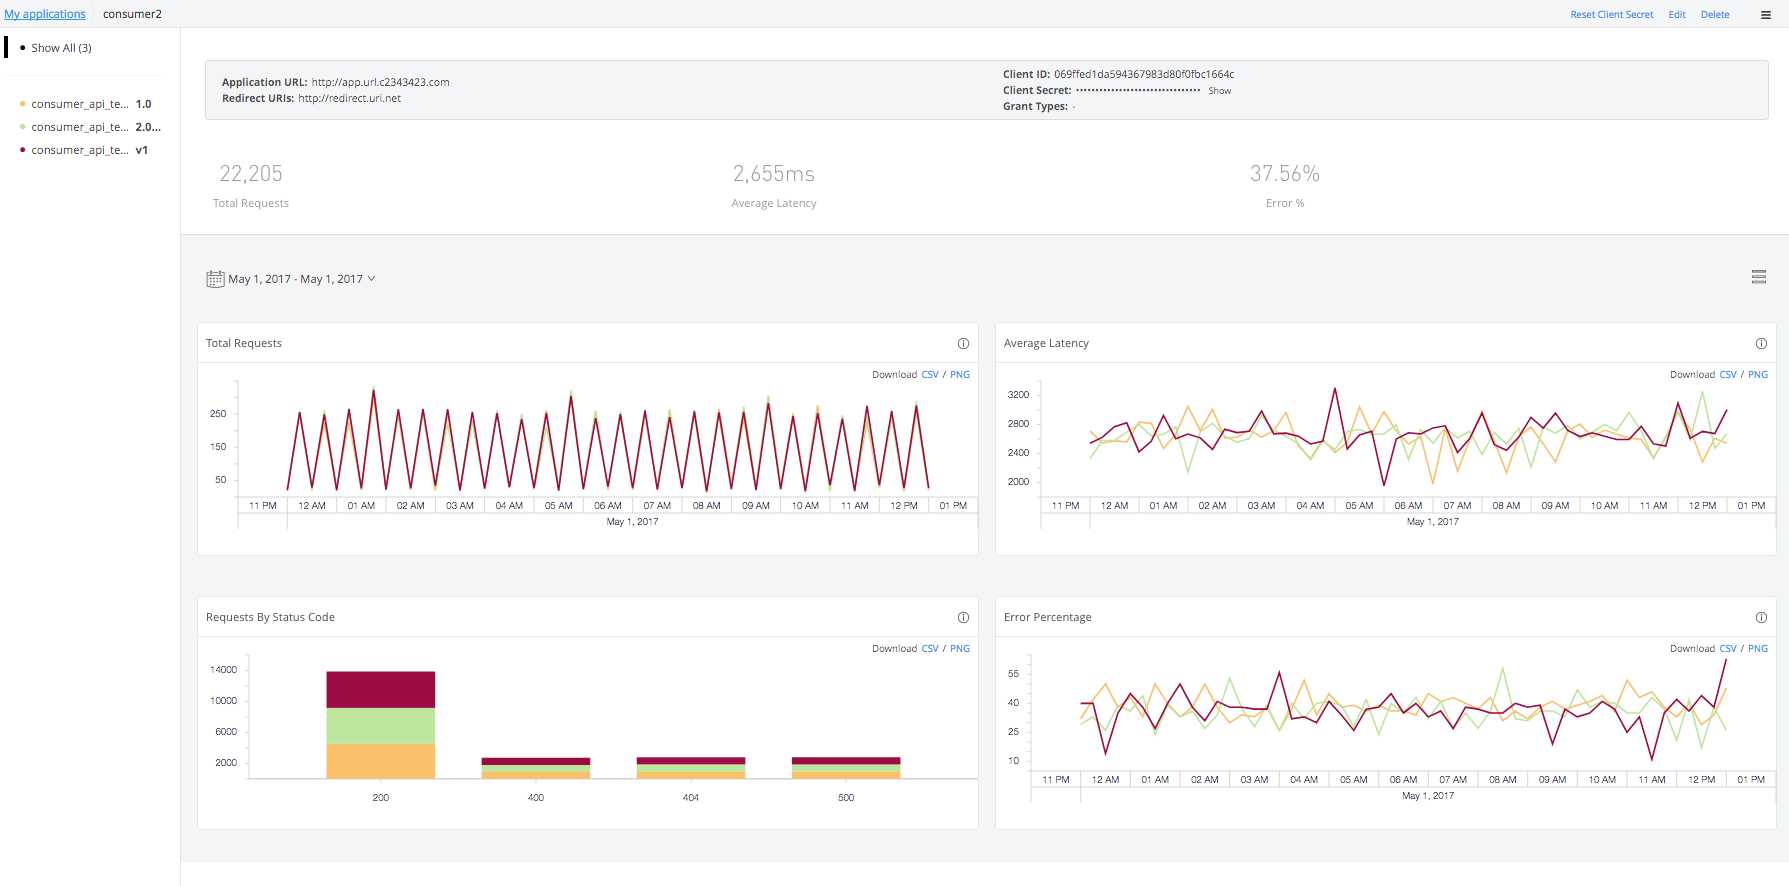 My applications consumer2 Reset Client Secret Edit Delete
Show All (3)
consumer_api_te... 1.0
consumer_api_te... 2.0...
consumer_api_te... v1
Application URL: http://app.url.c2343423.com
Redirect URIs: http://redirect.uri.net
Client ID: 069ffed1da594367983d80f0fbc1664c
Client Secret: •••••••••••••••••••••••••••••••• Show
Grant Types: -
22,205
Total Requests
2,655ms
Average Latency
37.56%
Error %
May 1, 2017 - May 1, 2017
Total Requests
Download CSV / PNG
250
150
50
11 PM 12 AM 01 AM 02 AM 03 AM 04 AM 05 AM 06 AM 07 AM 08 AM 09 AM 10 AM 11 AM 12 PM 01 PM
May 1, 2017
Average Latency
Download CSV / PNG
3200
2800
2400
2000
11 PM 12 AM 01 AM 02 AM 03 AM 04 AM 05 AM 06 AM 07 AM 08 AM 09 AM 10 AM 11 AM 12 PM 01 PM
May 1, 2017
Requests By Status Code
Download CSV / PNG
14000
10000
6000
2000
200 400 404 500
Error Percentage
Download CSV / PNG
55
40
25
10
11 PM 12 AM 01 AM 02 AM 03 AM 04 AM 05 AM 06 AM 07 AM 08 AM 09 AM 10 AM 11 AM 12 PM 01 PM
May 1, 2017